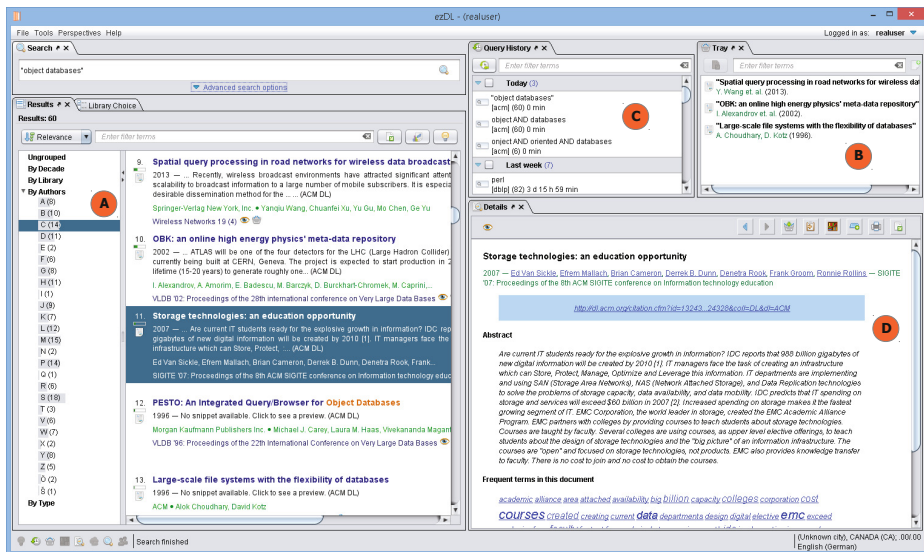 ezDL - (realuser)
File Tools Perspectives Help
Logged in as: realuser
Search
"object databases"
Advanced search options
Results
Library Choice
Results: 60
Relevance
Enter filter terms
Ungrouped
By Decade
By Library
By Authors
A (8)
B (10)
C (14)
D (11)
E (2)
F (6)
G (8)
H (11)
I (1)
J (9)
K (7)
L (12)
M (15)
N (2)
P (14)
Q (1)
R (6)
S (18)
T (3)
V (6)
W (7)
X (2)
Y (8)
Z (5)
Ö (2)
Š (1)
By Type
A
9. Spatial query processing in road networks for wireless data broadcast
2013 — ... Recently, wireless broadcast environments have attracted significant attent
scalability to broadcast information to a large number of mobile subscribers. It is especia
desirable dissemination method for the ... ... (ACM DL)
Springer-Verlag New York, Inc. • Yanqiu Wang, Chuanfei Xu, Yu Gu, Mo Chen, Ge Yu
Wireless Networks 19 (4)
10. OBK: an online high energy physics' meta-data repository
2002 — ... ATLAS will be one of the four detectors for the LHC (Large Hadron Collider)
currently being built at CERN, Geneva. The project is expected to start production in 2
lifetime (15-20 years) to generate roughly one... (ACM DL)
I. Alexandrov, A. Amorim, E. Badescu, M. Barczyk, D. Burckhart-Chromek, M. Caprini,...
VLDB '02: Proceedings of the 28th international conference on Very Large Data Bases
11. Storage technologies: an education opportunity
2007 — ... Are current IT students ready for the explosive growth in information? IDC rep
gigabytes of new digital information will be created by 2010 [1]. IT managers face the
infrastructure which can Store, Protect, :... (ACM DL)
Ed Van Sickle, Efrem Mallach, Brian Cameron, Derrek B. Dunn, Denetra Rook, Frank...
SIGITE '07: Proceedings of the 8th ACM SIGITE conference on Information technology educ
12. PESTO: An Integrated Query/Browser for Object Databases
1996 — No snippet available. Click to see a preview. (ACM DL)
Morgan Kaufmann Publishers Inc. • Michael J. Carey, Laura M. Haas, Vivekananda Magant
VLDB '96: Proceedings of the 22th International Conference on Very Large Data Bases
13. Large-scale file systems with the flexibility of databases
1996 — No snippet available. Click to see a preview. (ACM DL)
ACM • Alok Choudhary, David Kotz
Query History
Enter filter terms
Today (3)
"object databases"
[acm] (60) 0 min
object AND databases
[acm] (60) 0 min
onject AND oriented AND databases
[acm] (6) 0 min
Last week (7)
perl
[dblp] (82) 3 d 15 h 59 min
C
Tray
Enter filter terms
"Spatial query processing in road networks for wireless dat
Y. Wang et. al. (2013).
"OBK: an online high energy physics' meta-data repository"
I. Alexandrov et. al. (2002).
"Large-scale file systems with the flexibility of databases"
A. Choudhary, D. Kotz (1996).
B
Details
Storage technologies: an education opportunity
2007 — Ed Van Sickle, Efrem Mallach, Brian Cameron, Derrek B. Dunn, Denetra Rook, Frank Groom, Ronnie Rollins — SIGITE
'07: Proceedings of the 8th ACM SIGITE conference on Information technology education
http://dl.acm.org/citation.cfm?id=13243...24328&coll=DL&dl=ACM
D
Abstract
Are current IT students ready for the explosive growth in information? IDC reports that 988 billion gigabytes of
new digital information will be created by 2010 [1]. IT managers face the task of creating an infrastructure
which can Store, Protect, Manage, Optimize and Leverage this information. IT departments are implementing
and using SAN (Storage Area Networks), NAS (Network Attached Storage), and Data Replication technologies
to solve the problems of storage capacity, data availability, and data mobility. IDC predicts that IT spending on
storage and services will exceed $60 billion in 2007 [2]. Increased spending on storage makes it the fastest
growing segment of IT. EMC Corporation, the world leader in storage, created the EMC Academic Alliance
Program. EMC partners with colleges by providing courses to teach students about storage technologies.
Courses are taught by faculty. Several colleges are using courses, as upper level elective offerings, to teach
students about the design of storage technologies and the "big picture" of an information infrastructure. The
courses are "open" and focused on storage technologies, not products. EMC also provides knowledge transfer
to faculty. There is no cost to join and no cost to obtain the courses.
Frequent terms in this document
academic alliance area attached availability big billion capacity colleges corporation cost
courses created creating current data departments design digital elective emc exceed
Search finished
(Unknown city), CANADA (CA); .00/.00
English (German)